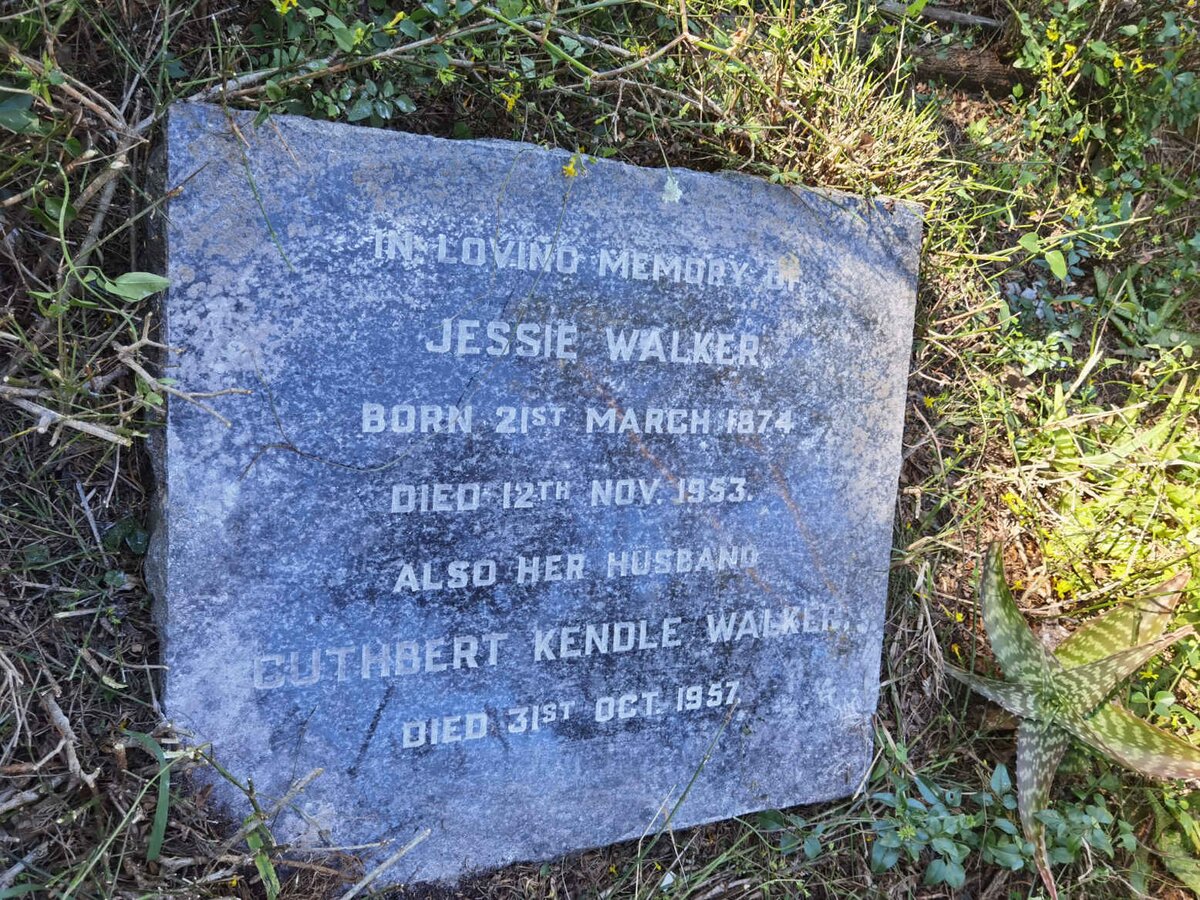 IN LOVING MEMORY OF
JESSIE WALKER
BORN 21ST MARCH 1874
DIED 12TH NOV. 1953.
ALSO HER HUSBAND
CUTHBERT KENDLE WALKER.
DIED 31ST OCT. 1957.